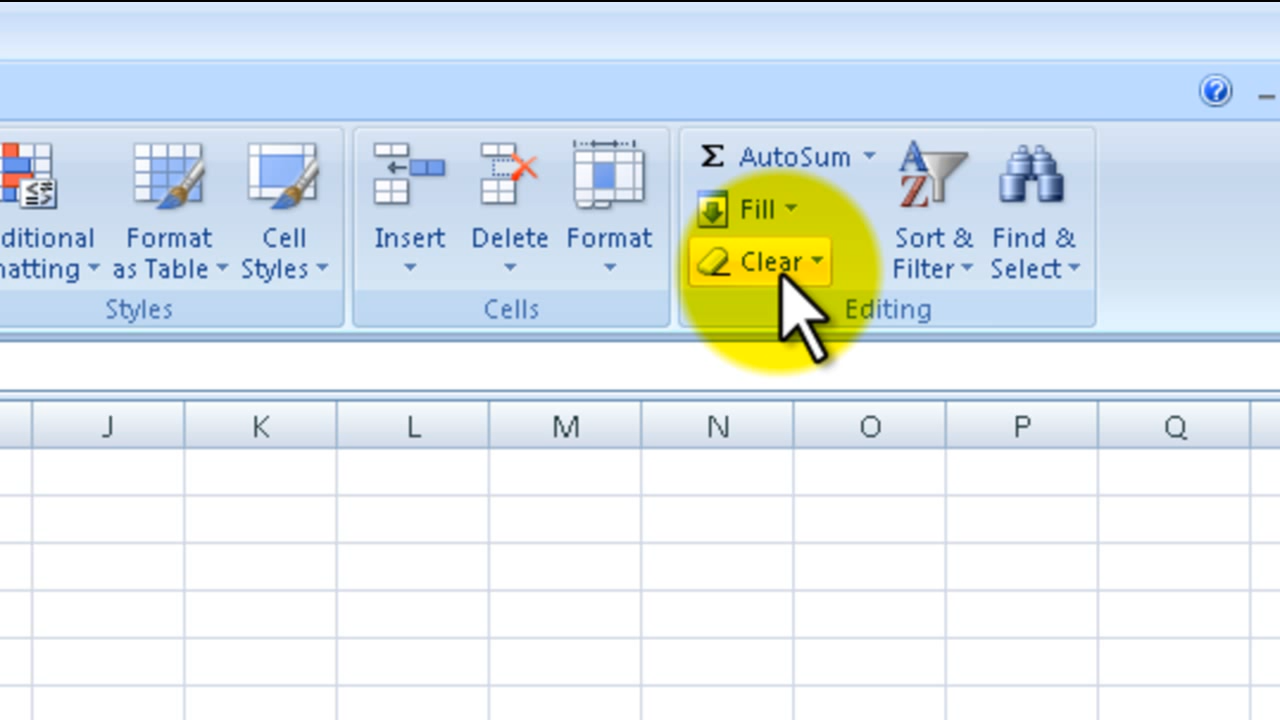 AutoSum
Fill
Clear
ditional
matting
Format
as Table
Cell
Styles
Insert
Delete
Format
Sort &
Filter
Find &
Select
Styles
Cells
Editing
J K L M N O P Q